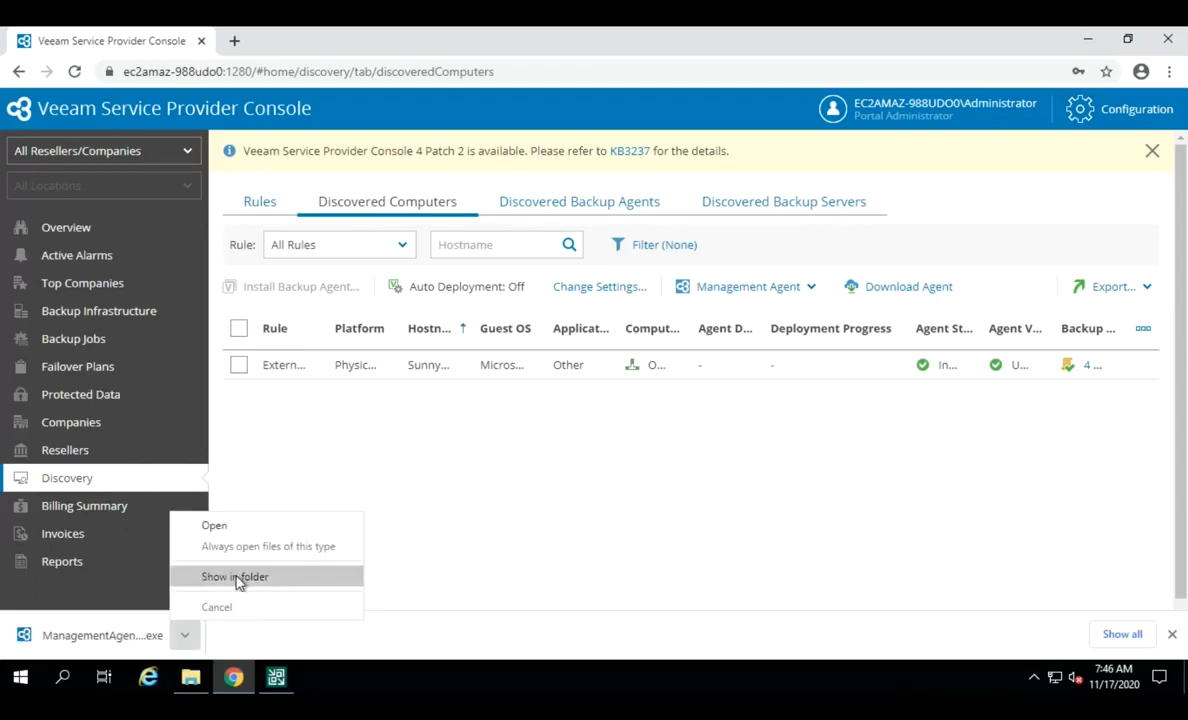 Veeam Service Provider Console
ec2amaz-988udo0:1280/#home/discovery/tab/discoveredComputers
Veeam Service Provider Console
EC2AMAZ-988UDO0\Administrator
Portal Administrator
Configuration
All Resellers/Companies
All Locations
Overview
Active Alarms
Top Companies
Backup Infrastructure
Backup Jobs
Failover Plans
Protected Data
Companies
Resellers
Discovery
Billing Summary
Invoices
Reports
Veeam Service Provider Console 4 Patch 2 is available. Please refer to KB3237 for the details.
Rules Discovered Computers Discovered Backup Agents Discovered Backup Servers
Rule: All Rules Hostname Filter (None)
Install Backup Agent... Auto Deployment: Off Change Settings... Management Agent Download Agent Export...
Rule Platform Hostn... Guest OS Applicat... Comput... Agent D... Deployment Progress Agent St... Agent V... Backup ...
Extern... Physic... Sunny... Micros... Other O... - - In... U... 4 ...
Open
Always open files of this type
Show in folder
Cancel
ManagementAgen....exe
Show all
7:46 AM
11/17/2020